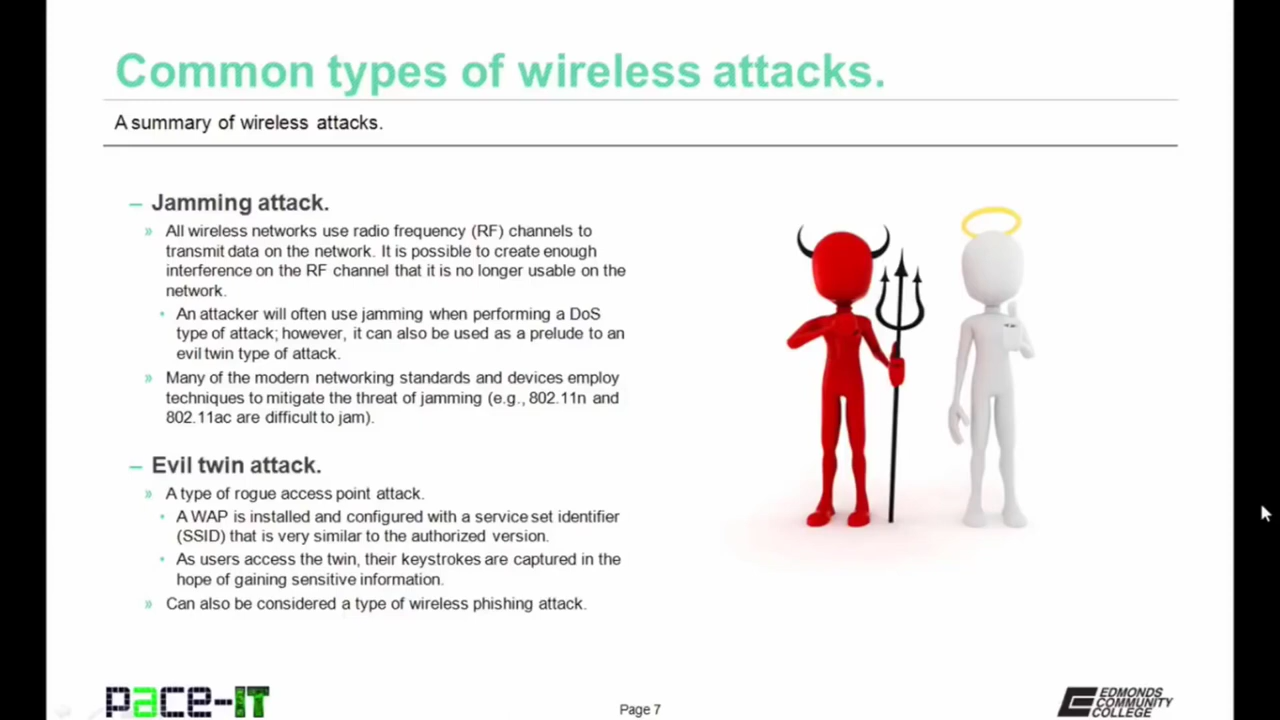 Common types of wireless attacks.
A summary of wireless attacks.
– Jamming attack.
» All wireless networks use radio frequency (RF) channels to
transmit data on the network. It is possible to create enough
interference on the RF channel that it is no longer usable on the
network.
• An attacker will often use jamming when performing a DoS
type of attack; however, it can also be used as a prelude to an
evil twin type of attack.
» Many of the modern networking standards and devices employ
techniques to mitigate the threat of jamming (e.g., 802.11n and
802.11ac are difficult to jam).
– Evil twin attack.
» A type of rogue access point attack.
• A WAP is installed and configured with a service set identifier
(SSID) that is very similar to the authorized version.
• As users access the twin, their keystrokes are captured in the
hope of gaining sensitive information.
» Can also be considered a type of wireless phishing attack.
pace-IT
Page 7
EDMONDS
COMMUNITY
COLLEGE